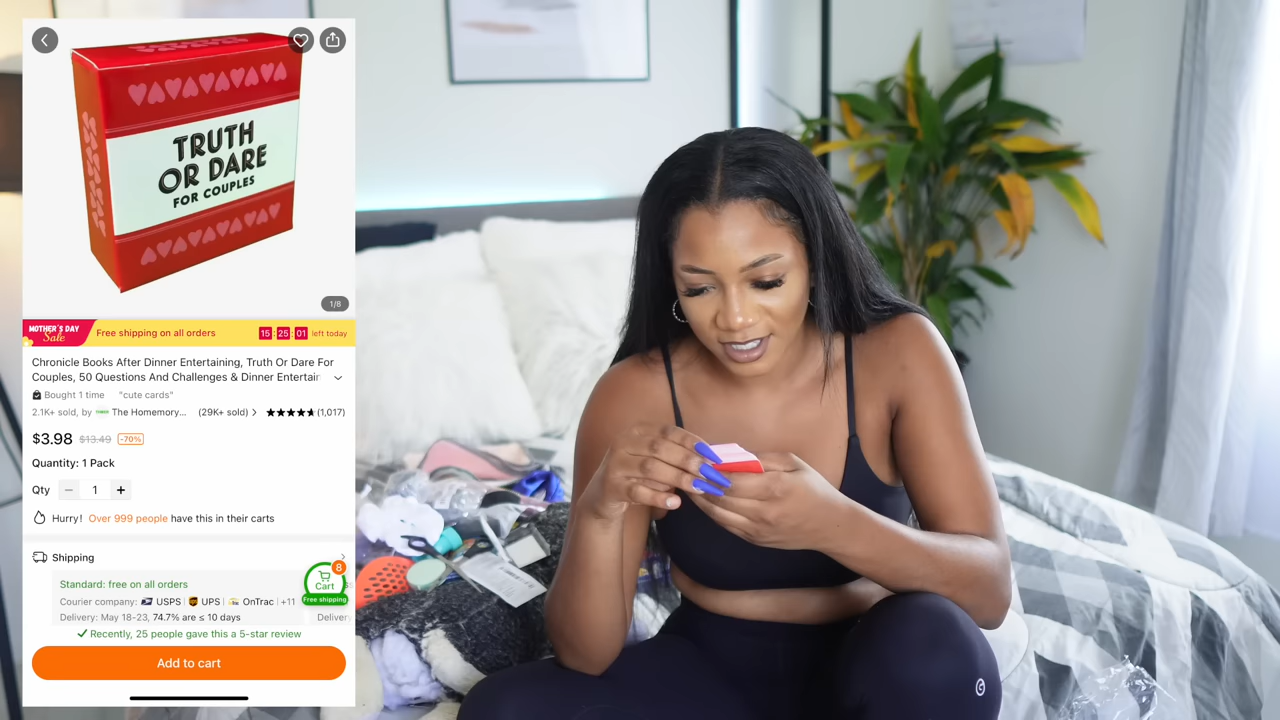 TRUTH
OR DARE
FOR COUPLES
1/8
MOTHER'S DAY
Sale
Free shipping on all orders
15:25:01 left today
Chronicle Books After Dinner Entertaining, Truth Or Dare For
Couples, 50 Questions And Challenges & Dinner Entertair
Bought 1 time "cute cards"
2.1K+ sold, by The Homemory... (29K+ sold) (1,017)
$3.98 $13.49 -70%
Quantity: 1 Pack
Qty − 1 +
Hurry! Over 999 people have this in their carts
Shipping
Standard: free on all orders
Courier company: USPS UPS OnTrac +11
Delivery: May 18-23, 74.7% are ≤ 10 days
Delivery
8
Cart
Free shipping
Recently, 25 people gave this a 5-star review
Add to cart